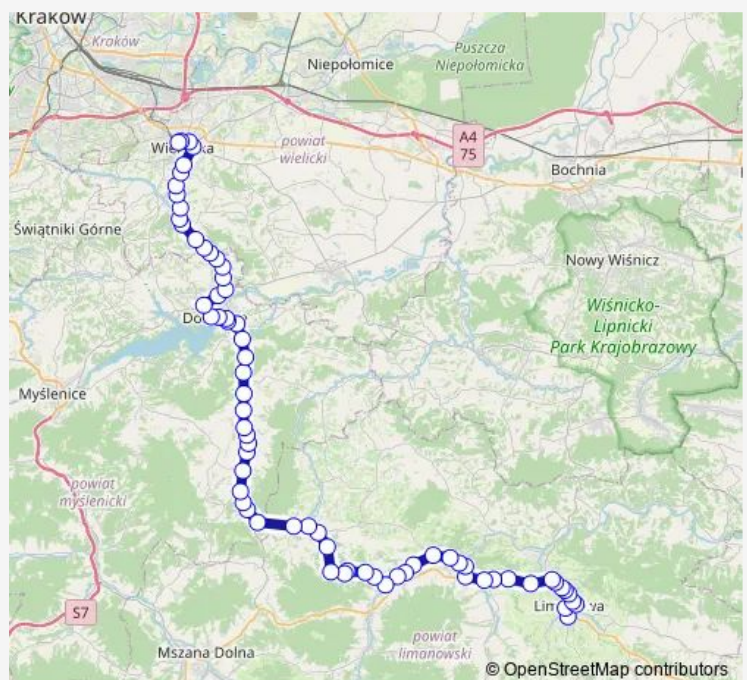 Kraków
Kraków
Niepołomice
Puszcza
Niepołomicka
powiat
wielicki
A4
75
Bochnia
Świątniki Górne
Nowy Wiśnicz
Wiśnicko-
Lipnicki
Park Krajobrazowy
Myślenice
powiat
myślenicki
S7
Mszana Dolna
powiat
limanowski
© OpenStreetMap contributors